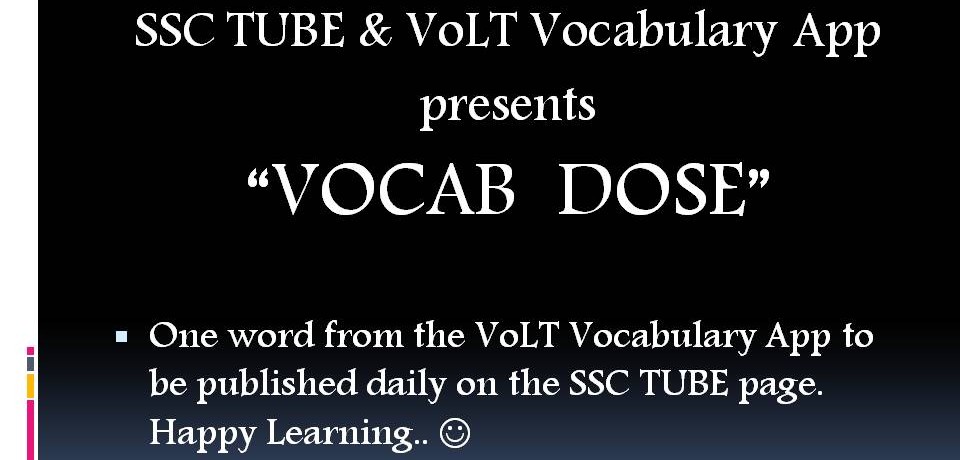 SSC TUBE & VoLT Vocabulary App
presents
“VOCAB DOSE”
▪ One word from the VoLT Vocabulary App to
be published daily on the SSC TUBE page.
Happy Learning.. ☺